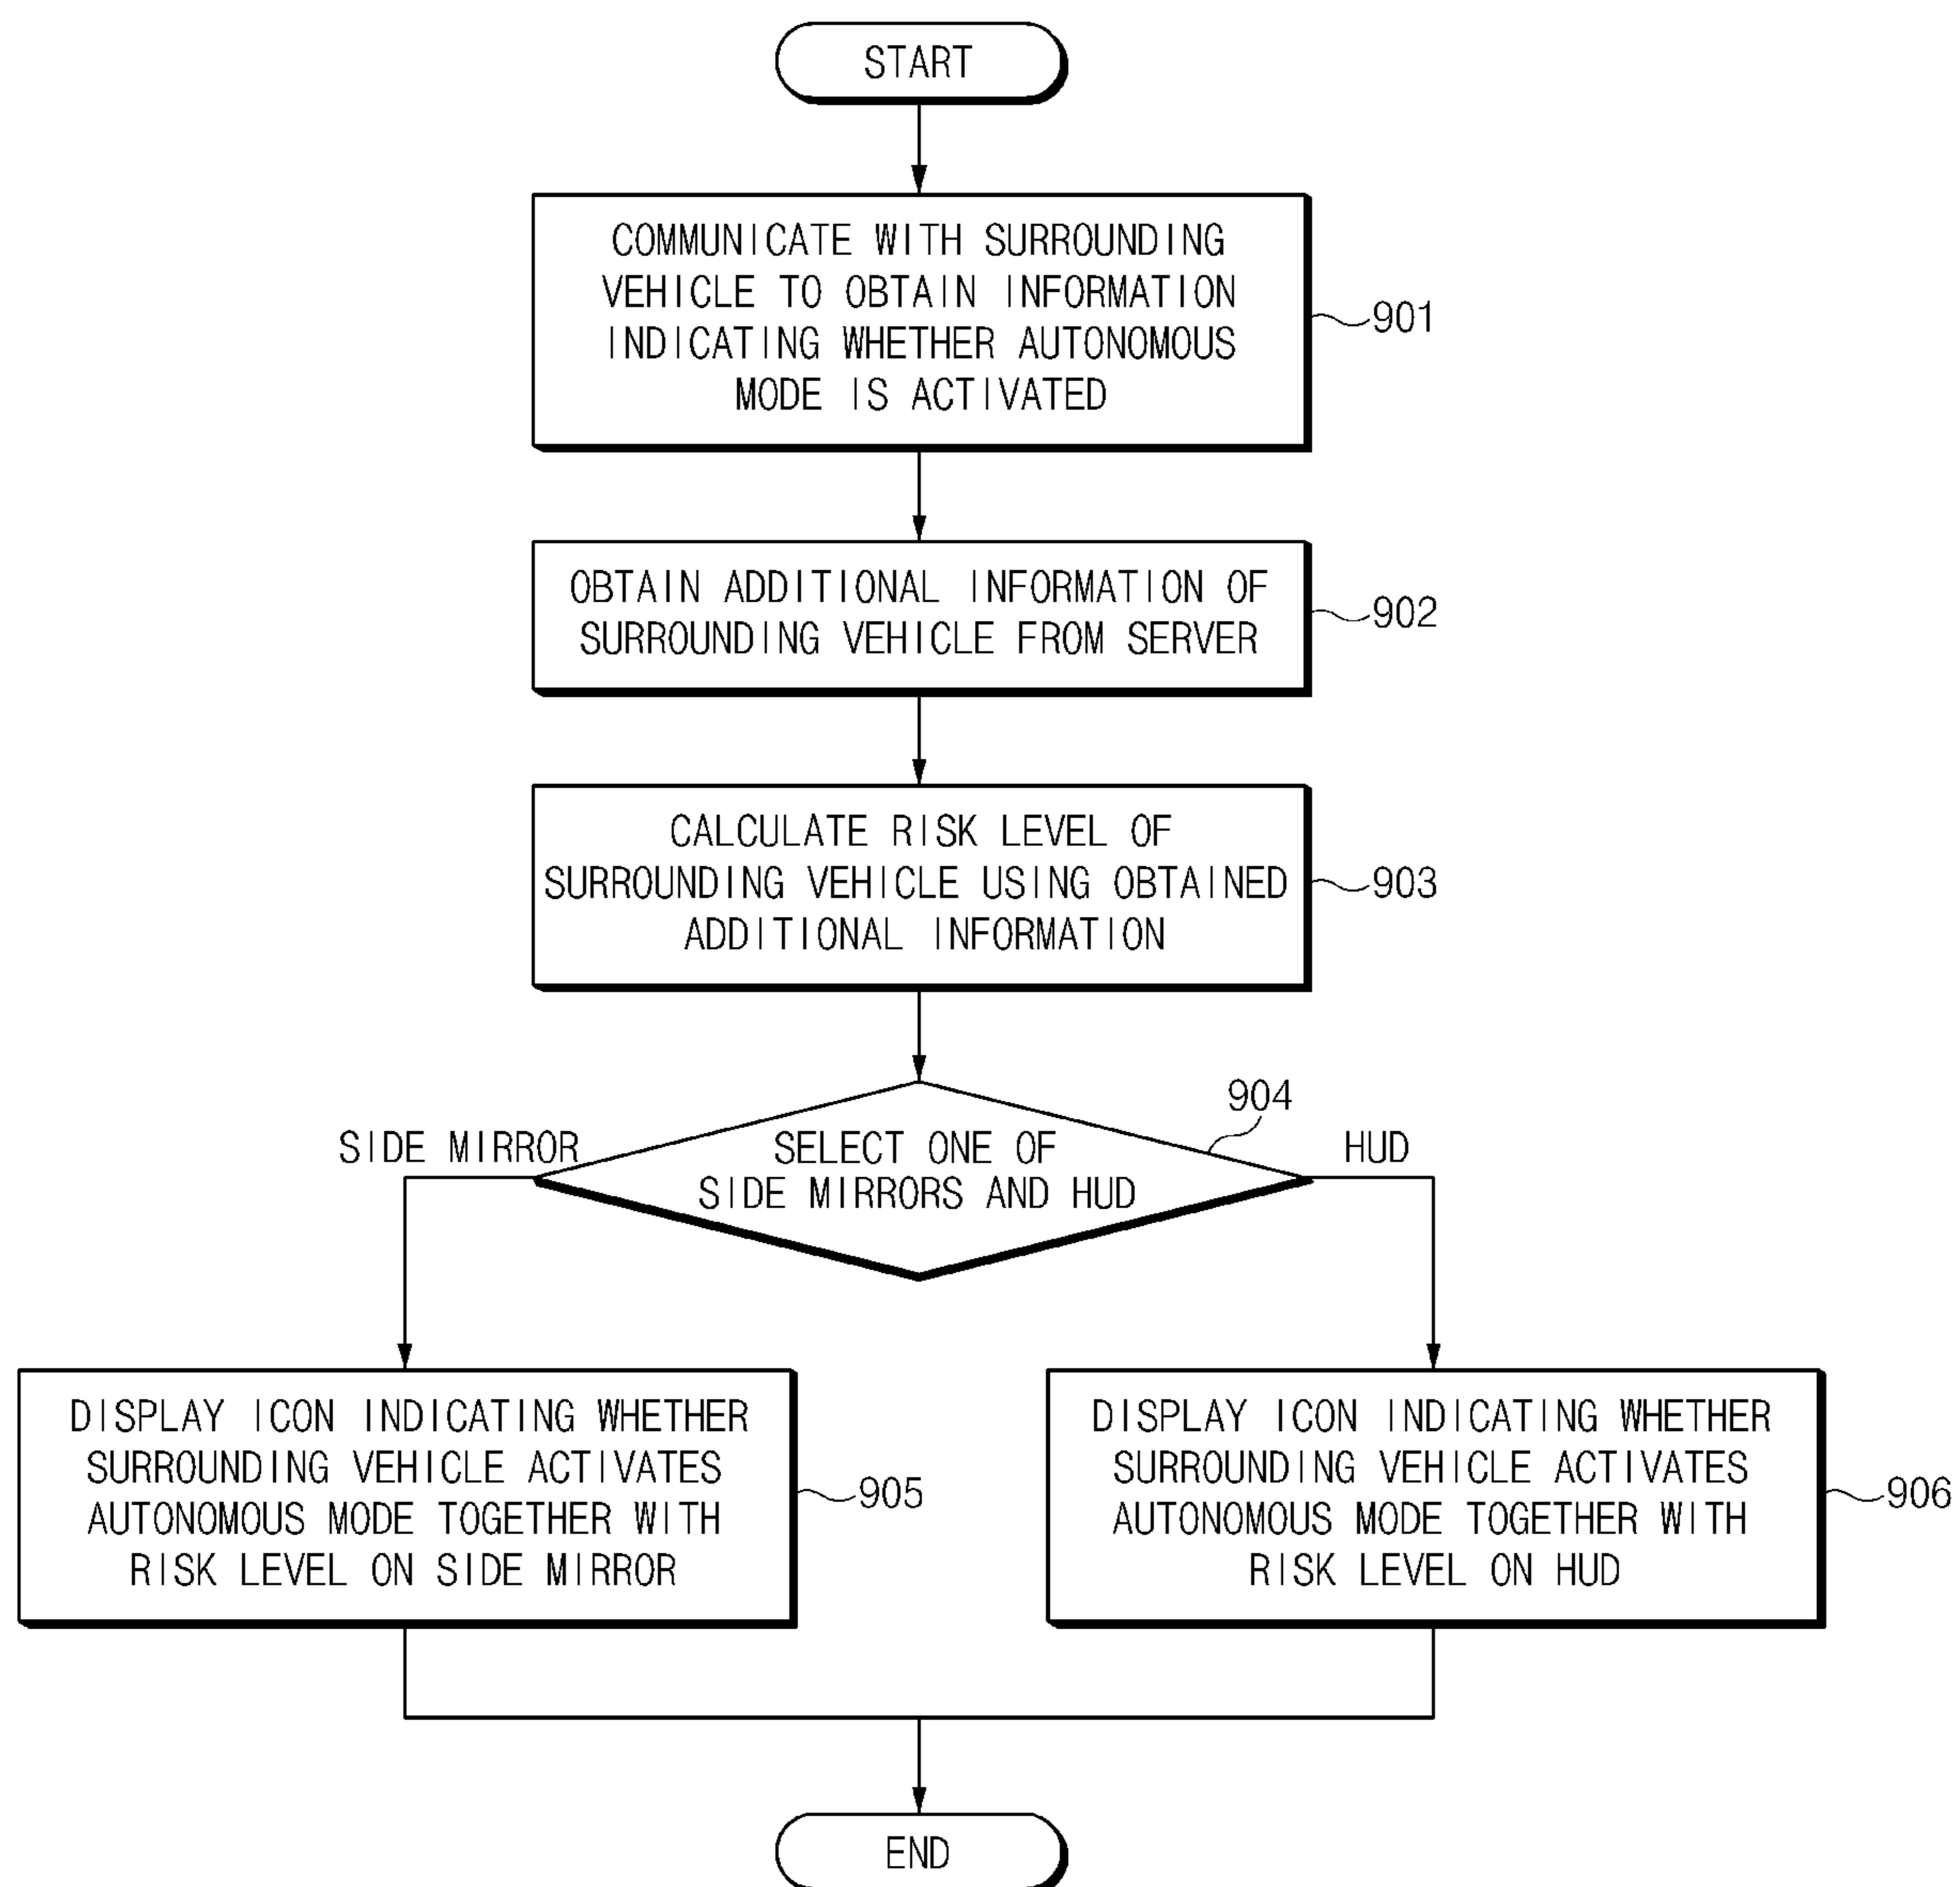 START
COMMUNICATE WITH SURROUNDING
VEHICLE TO OBTAIN INFORMATION
INDICATING WHETHER AUTONOMOUS
MODE IS ACTIVATED
901
OBTAIN ADDITIONAL INFORMATION OF
SURROUNDING VEHICLE FROM SERVER
902
CALCULATE RISK LEVEL OF
SURROUNDING VEHICLE USING OBTAINED
ADDITIONAL INFORMATION
903
904
SIDE MIRROR
SELECT ONE OF
SIDE MIRRORS AND HUD
HUD
DISPLAY ICON INDICATING WHETHER
SURROUNDING VEHICLE ACTIVATES
AUTONOMOUS MODE TOGETHER WITH
RISK LEVEL ON SIDE MIRROR
905
DISPLAY ICON INDICATING WHETHER
SURROUNDING VEHICLE ACTIVATES
AUTONOMOUS MODE TOGETHER WITH
RISK LEVEL ON HUD
906
END